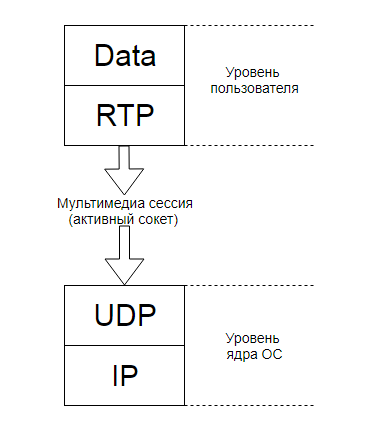 Data
Уровень
пользователя
RTP
Мультимедиа сессия
(активный сокет)
UDP
Уровень
ядра ОС
IP